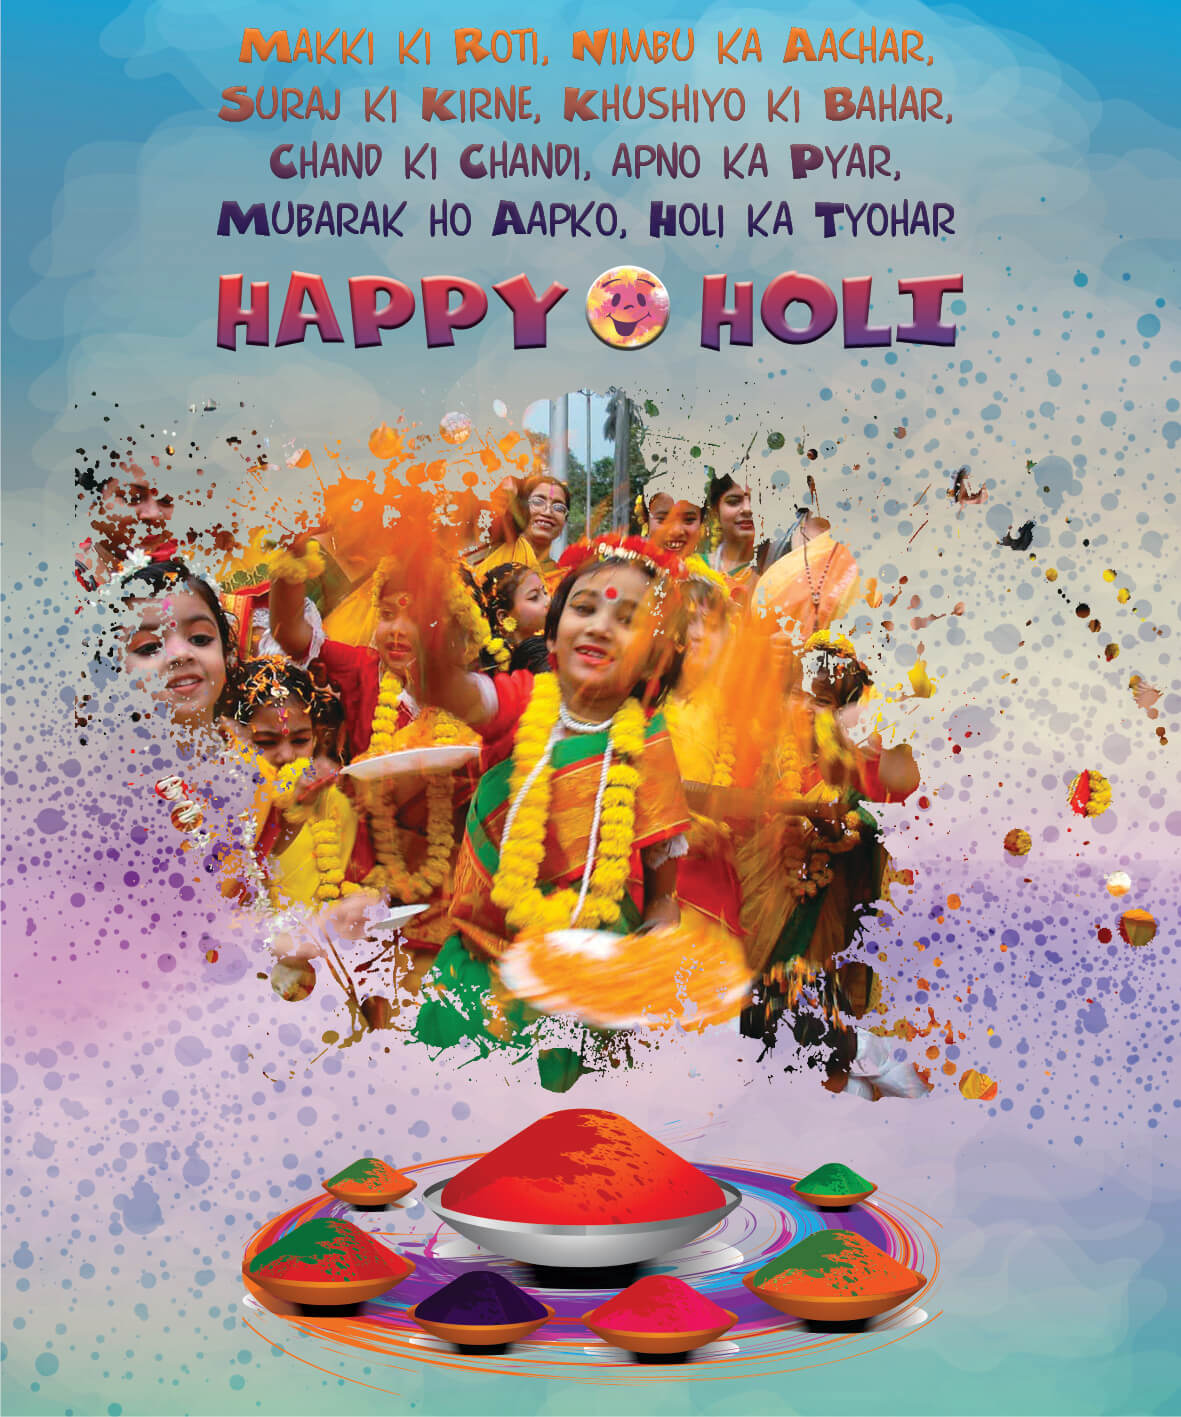 Makki ki Roti, Nimbu ka Aachar,
Suraj ki Kirne, Khushiyo ki Bahar,
Chand ki Chandi, apno ka Pyar,
Mubarak ho Aapko, Holi ka Tyohar
HAPPY HOLI